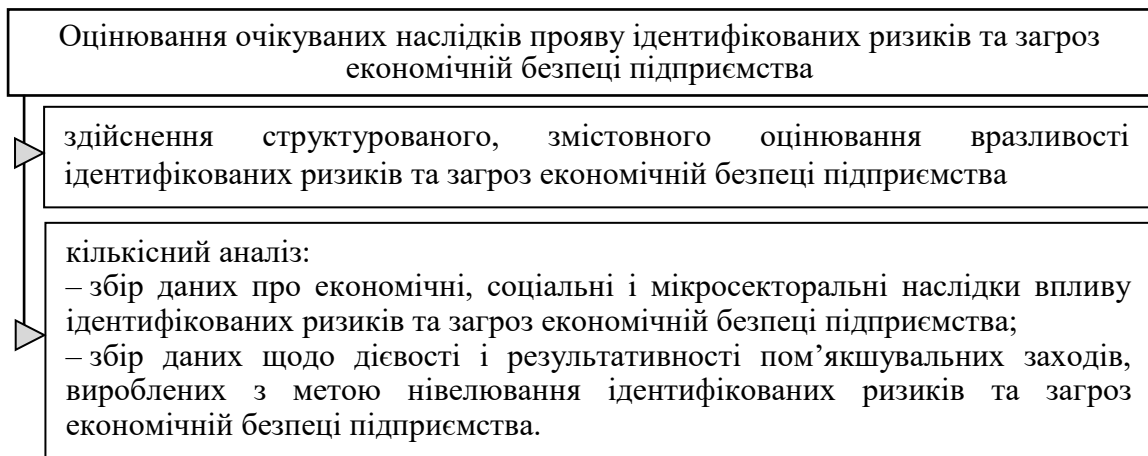 Оцінювання очікуваних наслідків прояву ідентифікованих ризиків та загроз
економічній безпеці підприємства
здійснення структурованого, змістовного оцінювання вразливості
ідентифікованих ризиків та загроз економічній безпеці підприємства
кількісний аналіз:
– збір даних про економічні, соціальні і мікросекторальні наслідки впливу
ідентифікованих ризиків та загроз економічній безпеці підприємства;
– збір даних щодо дієвості і результативності пом’якшувальних заходів,
вироблених з метою нівелювання ідентифікованих ризиків та загроз
економічній безпеці підприємства.